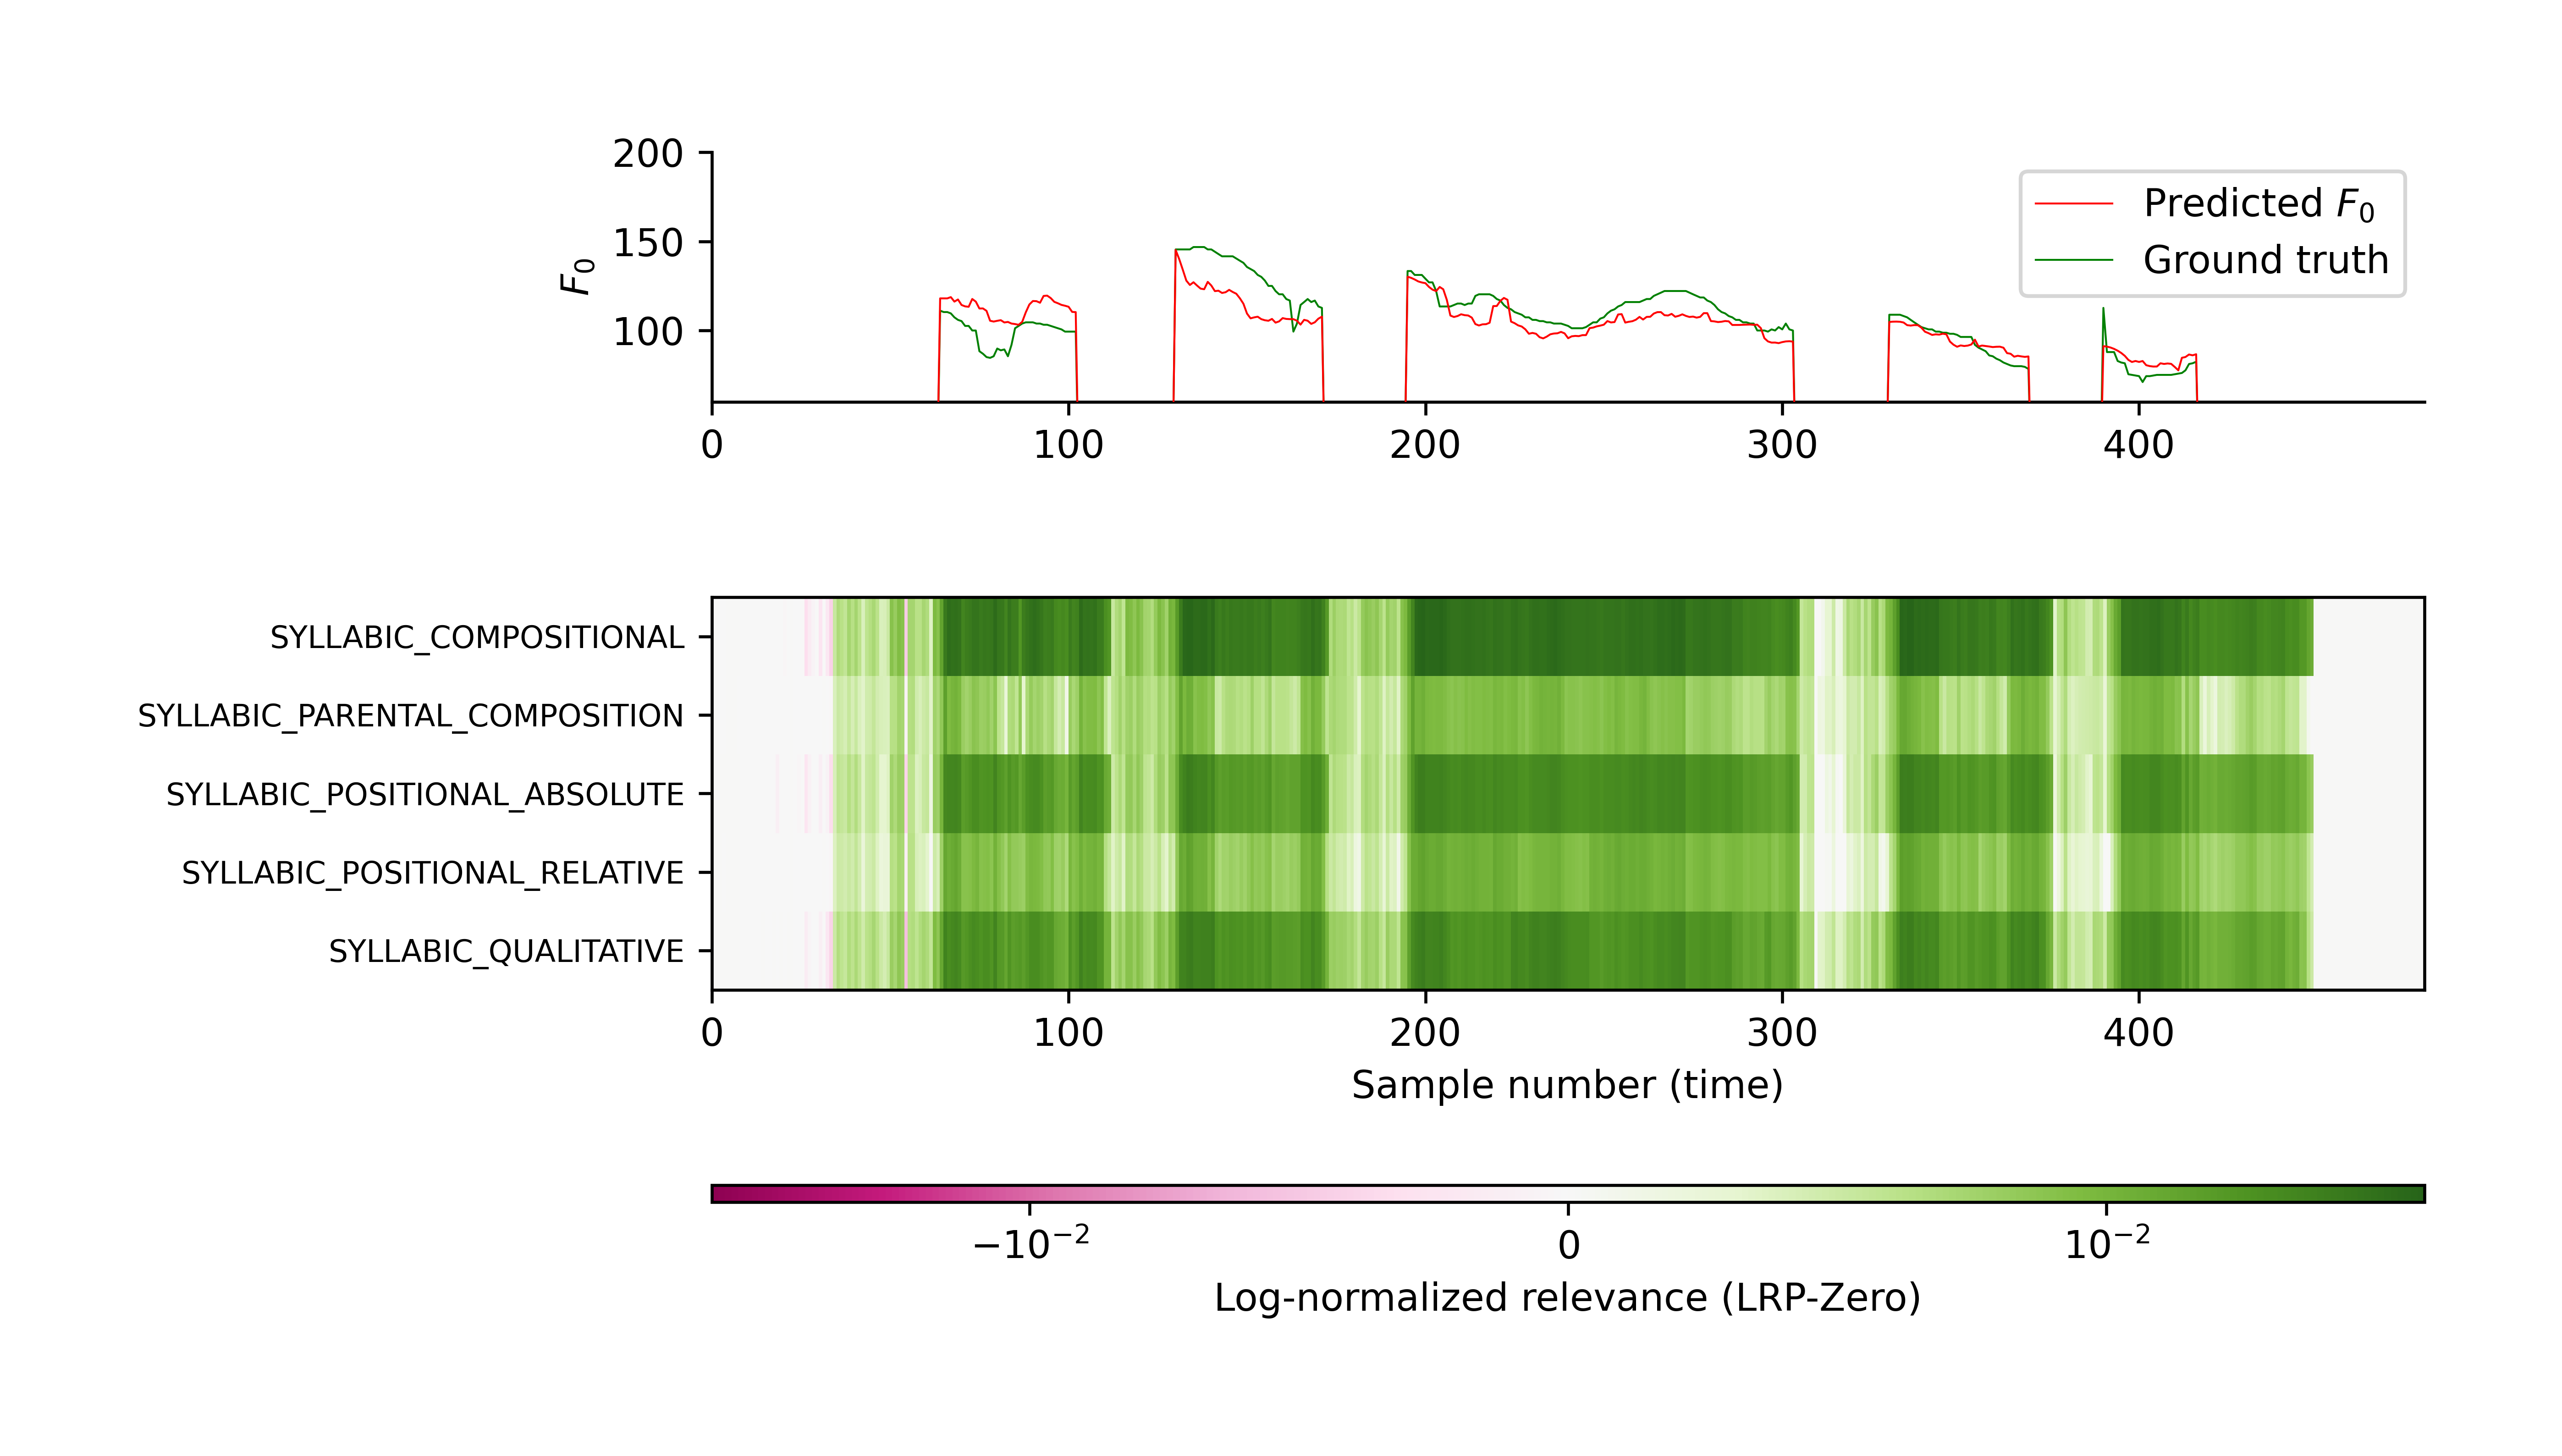 200
150
100
F₀
Predicted F₀
Ground truth
0 100 200 300 400
SYLLABIC_COMPOSITIONAL
SYLLABIC_PARENTAL_COMPOSITION
SYLLABIC_POSITIONAL_ABSOLUTE
SYLLABIC_POSITIONAL_RELATIVE
SYLLABIC_QUALITATIVE
0 100 200 300 400
Sample number (time)
−10⁻² 0 10⁻²
Log-normalized relevance (LRP-Zero)